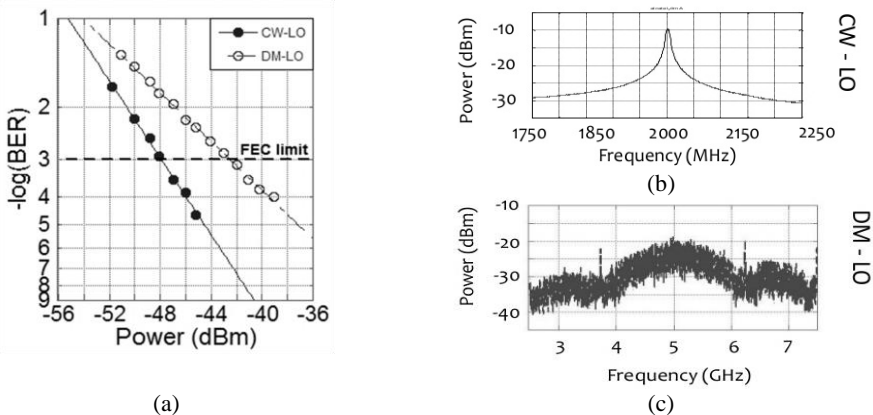 1
2
3
4
5
6
7
8
9
-log(BER)
CW-LO
DM-LO
FEC limit
-56 -52 -48 -44 -40 -36
Power (dBm)
(a)
-10
-20
-30
Power (dBm)
1750 1850 2000 2150 2250
Frequency (MHz)
CW - LO
(b)
-10
-20
-30
-40
Power (dBm)
3 4 5 6 7
Frequency (GHz)
DM - LO
(c)